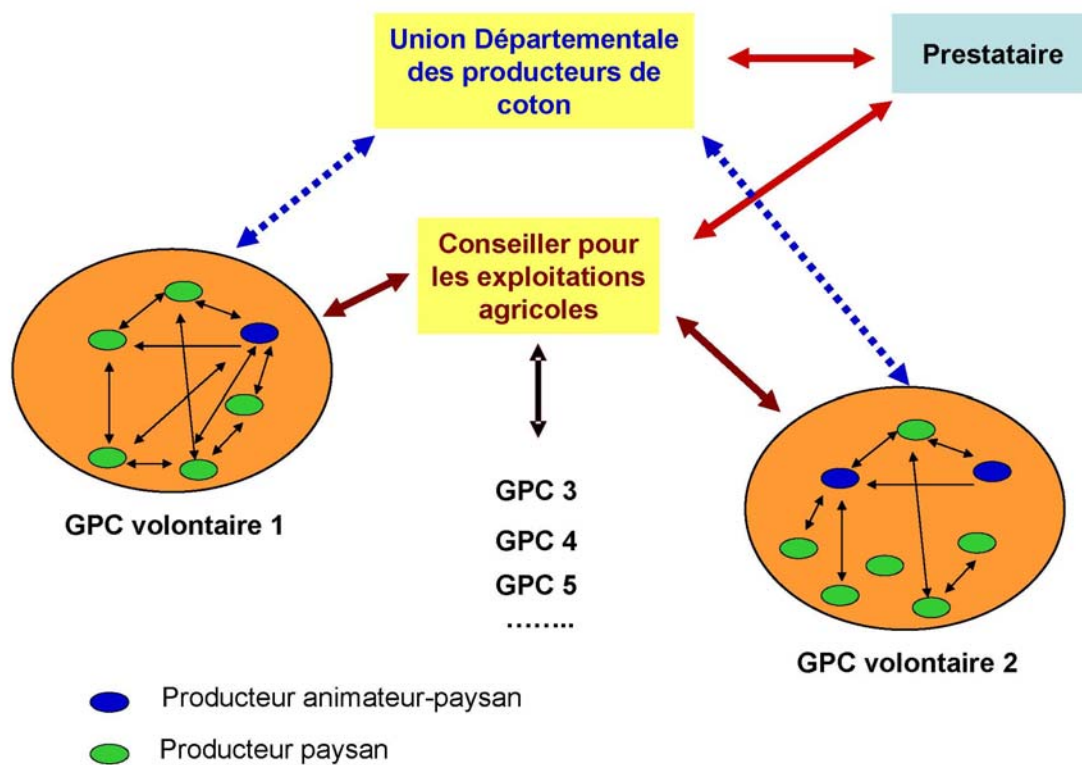 Union Départementale
des producteurs de
coton
Prestataire
Conseiller pour
les exploitations
agricoles
GPC volontaire 1
GPC 3
GPC 4
GPC 5
……..
GPC volontaire 2
Producteur animateur-paysan
Producteur paysan